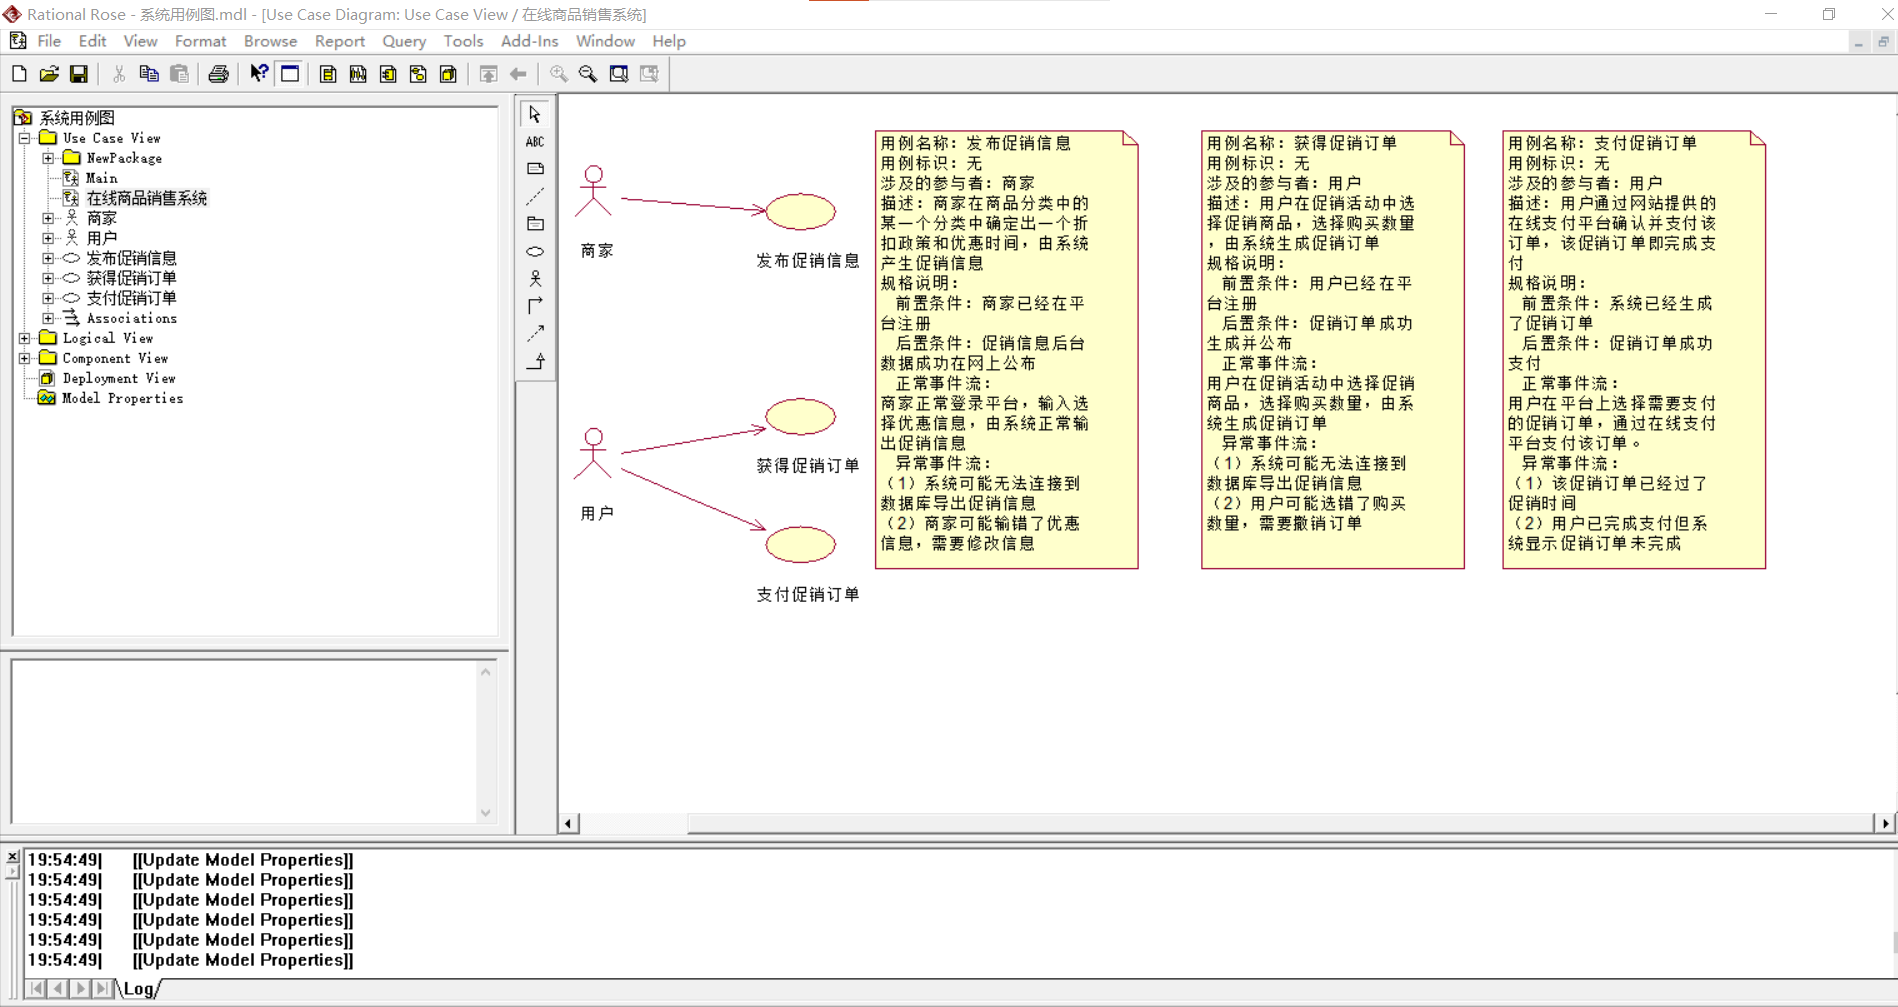 Rational Rose - 系统用例图.mdl - [Use Case Diagram: Use Case View / 在线商品销售系统]
File Edit View Format Browse Report Query Tools Add-Ins Window Help
系统用例图
Use Case View
NewPackage
Main
在线商品销售系统
商家
用户
发布促销信息
获得促销订单
支付促销订单
Associations
Logical View
Component View
Deployment View
Model Properties
ABC
商家
发布促销信息
用户
获得促销订单
支付促销订单
用例名称：发布促销信息
用例标识：无
涉及的参与者：商家
描述：商家在商品分类中的
某一个分类中确定出一个折
扣政策和优惠时间，由系统
产生促销信息
规格说明：
前置条件：商家已经在平
台注册
后置条件：促销信息后台
数据成功在网上公布
正常事件流：
商家正常登录平台，输入选
择优惠信息，由系统正常输
出促销信息
异常事件流：
（1）系统可能无法连接到
数据库导出促销信息
（2）商家可能输错了优惠
信息，需要修改信息
用例名称：获得促销订单
用例标识：无
涉及的参与者：用户
描述：用户在促销活动中选
择促销商品，选择购买数量
，由系统生成促销订单
规格说明：
前置条件：用户已经在平
台注册
后置条件：促销订单成功
生成并公布
正常事件流：
用户在促销活动中选择促销
商品，选择购买数量，由系
统生成促销订单
异常事件流：
（1）系统可能无法连接到
数据库导出促销信息
（2）用户可能选错了购买
数量，需要撤销订单
用例名称：支付促销订单
用例标识：无
涉及的参与者：用户
描述：用户通过网站提供的
在线支付平台确认并支付该
订单，该促销订单即完成支
付
规格说明：
前置条件：系统已经生成
了促销订单
后置条件：促销订单成功
支付
正常事件流：
用户在平台上选择需要支付
的促销订单，通过在线支付
平台支付该订单。
异常事件流：
（1）该促销订单已经过了
促销时间
（2）用户已完成支付但系
统显示促销订单未完成
19:54:49| [[Update Model Properties]]
19:54:49| [[Update Model Properties]]
19:54:49| [[Update Model Properties]]
19:54:49| [[Update Model Properties]]
19:54:49| [[Update Model Properties]]
19:54:49| [[Update Model Properties]]
Log